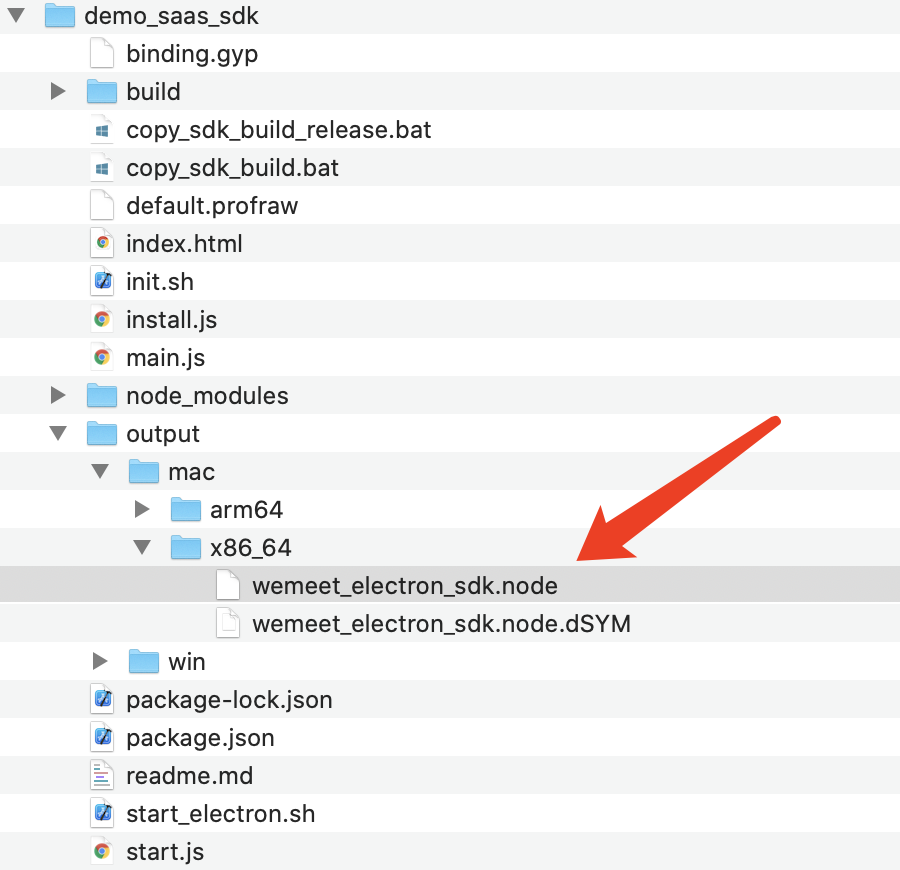 demo_saas_sdk
binding.gyp
build
copy_sdk_build_release.bat
copy_sdk_build.bat
default.profraw
index.html
init.sh
install.js
main.js
node_modules
output
mac
arm64
x86_64
wemeet_electron_sdk.node
wemeet_electron_sdk.node.dSYM
win
package-lock.json
package.json
readme.md
start_electron.sh
start.js